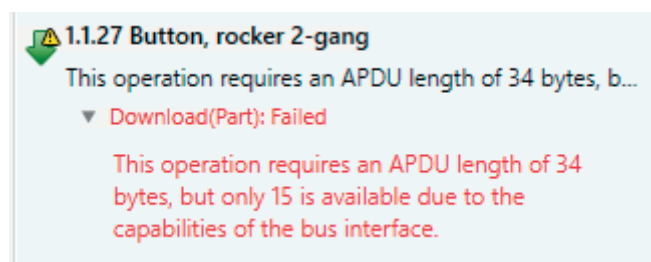 1.1.27 Button, rocker 2-gang
This operation requires an APDU length of 34 bytes, b...
Download(Part): Failed
This operation requires an APDU length of 34
bytes, but only 15 is available due to the
capabilities of the bus interface.